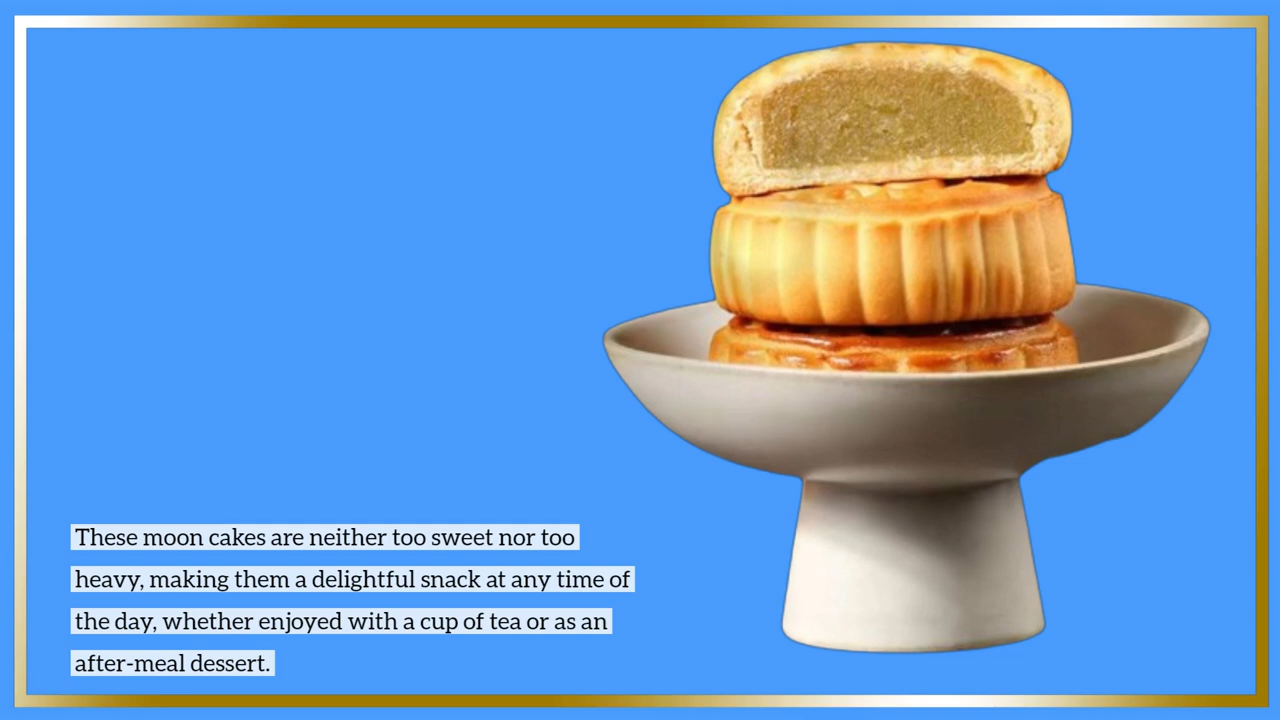 These moon cakes are neither too sweet nor too
heavy, making them a delightful snack at any time of
the day, whether enjoyed with a cup of tea or as an
after-meal dessert.